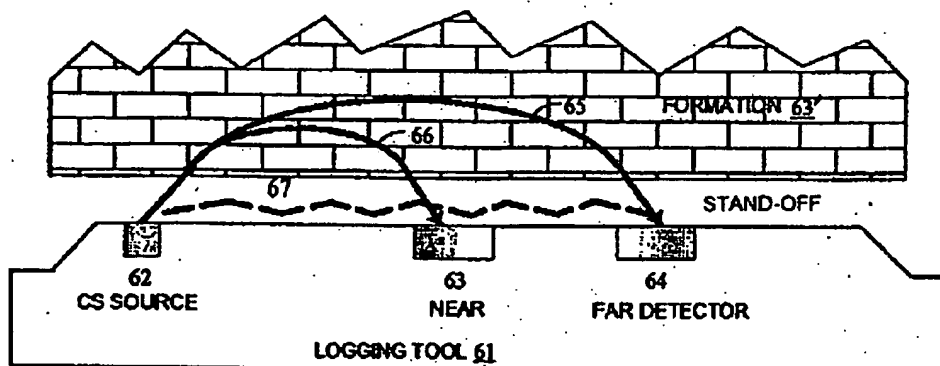 65
FORMATION 63'
66
67
STAND-OFF
62
63
64
CS SOURCE
NEAR
FAR DETECTOR
LOGGING TOOL 61